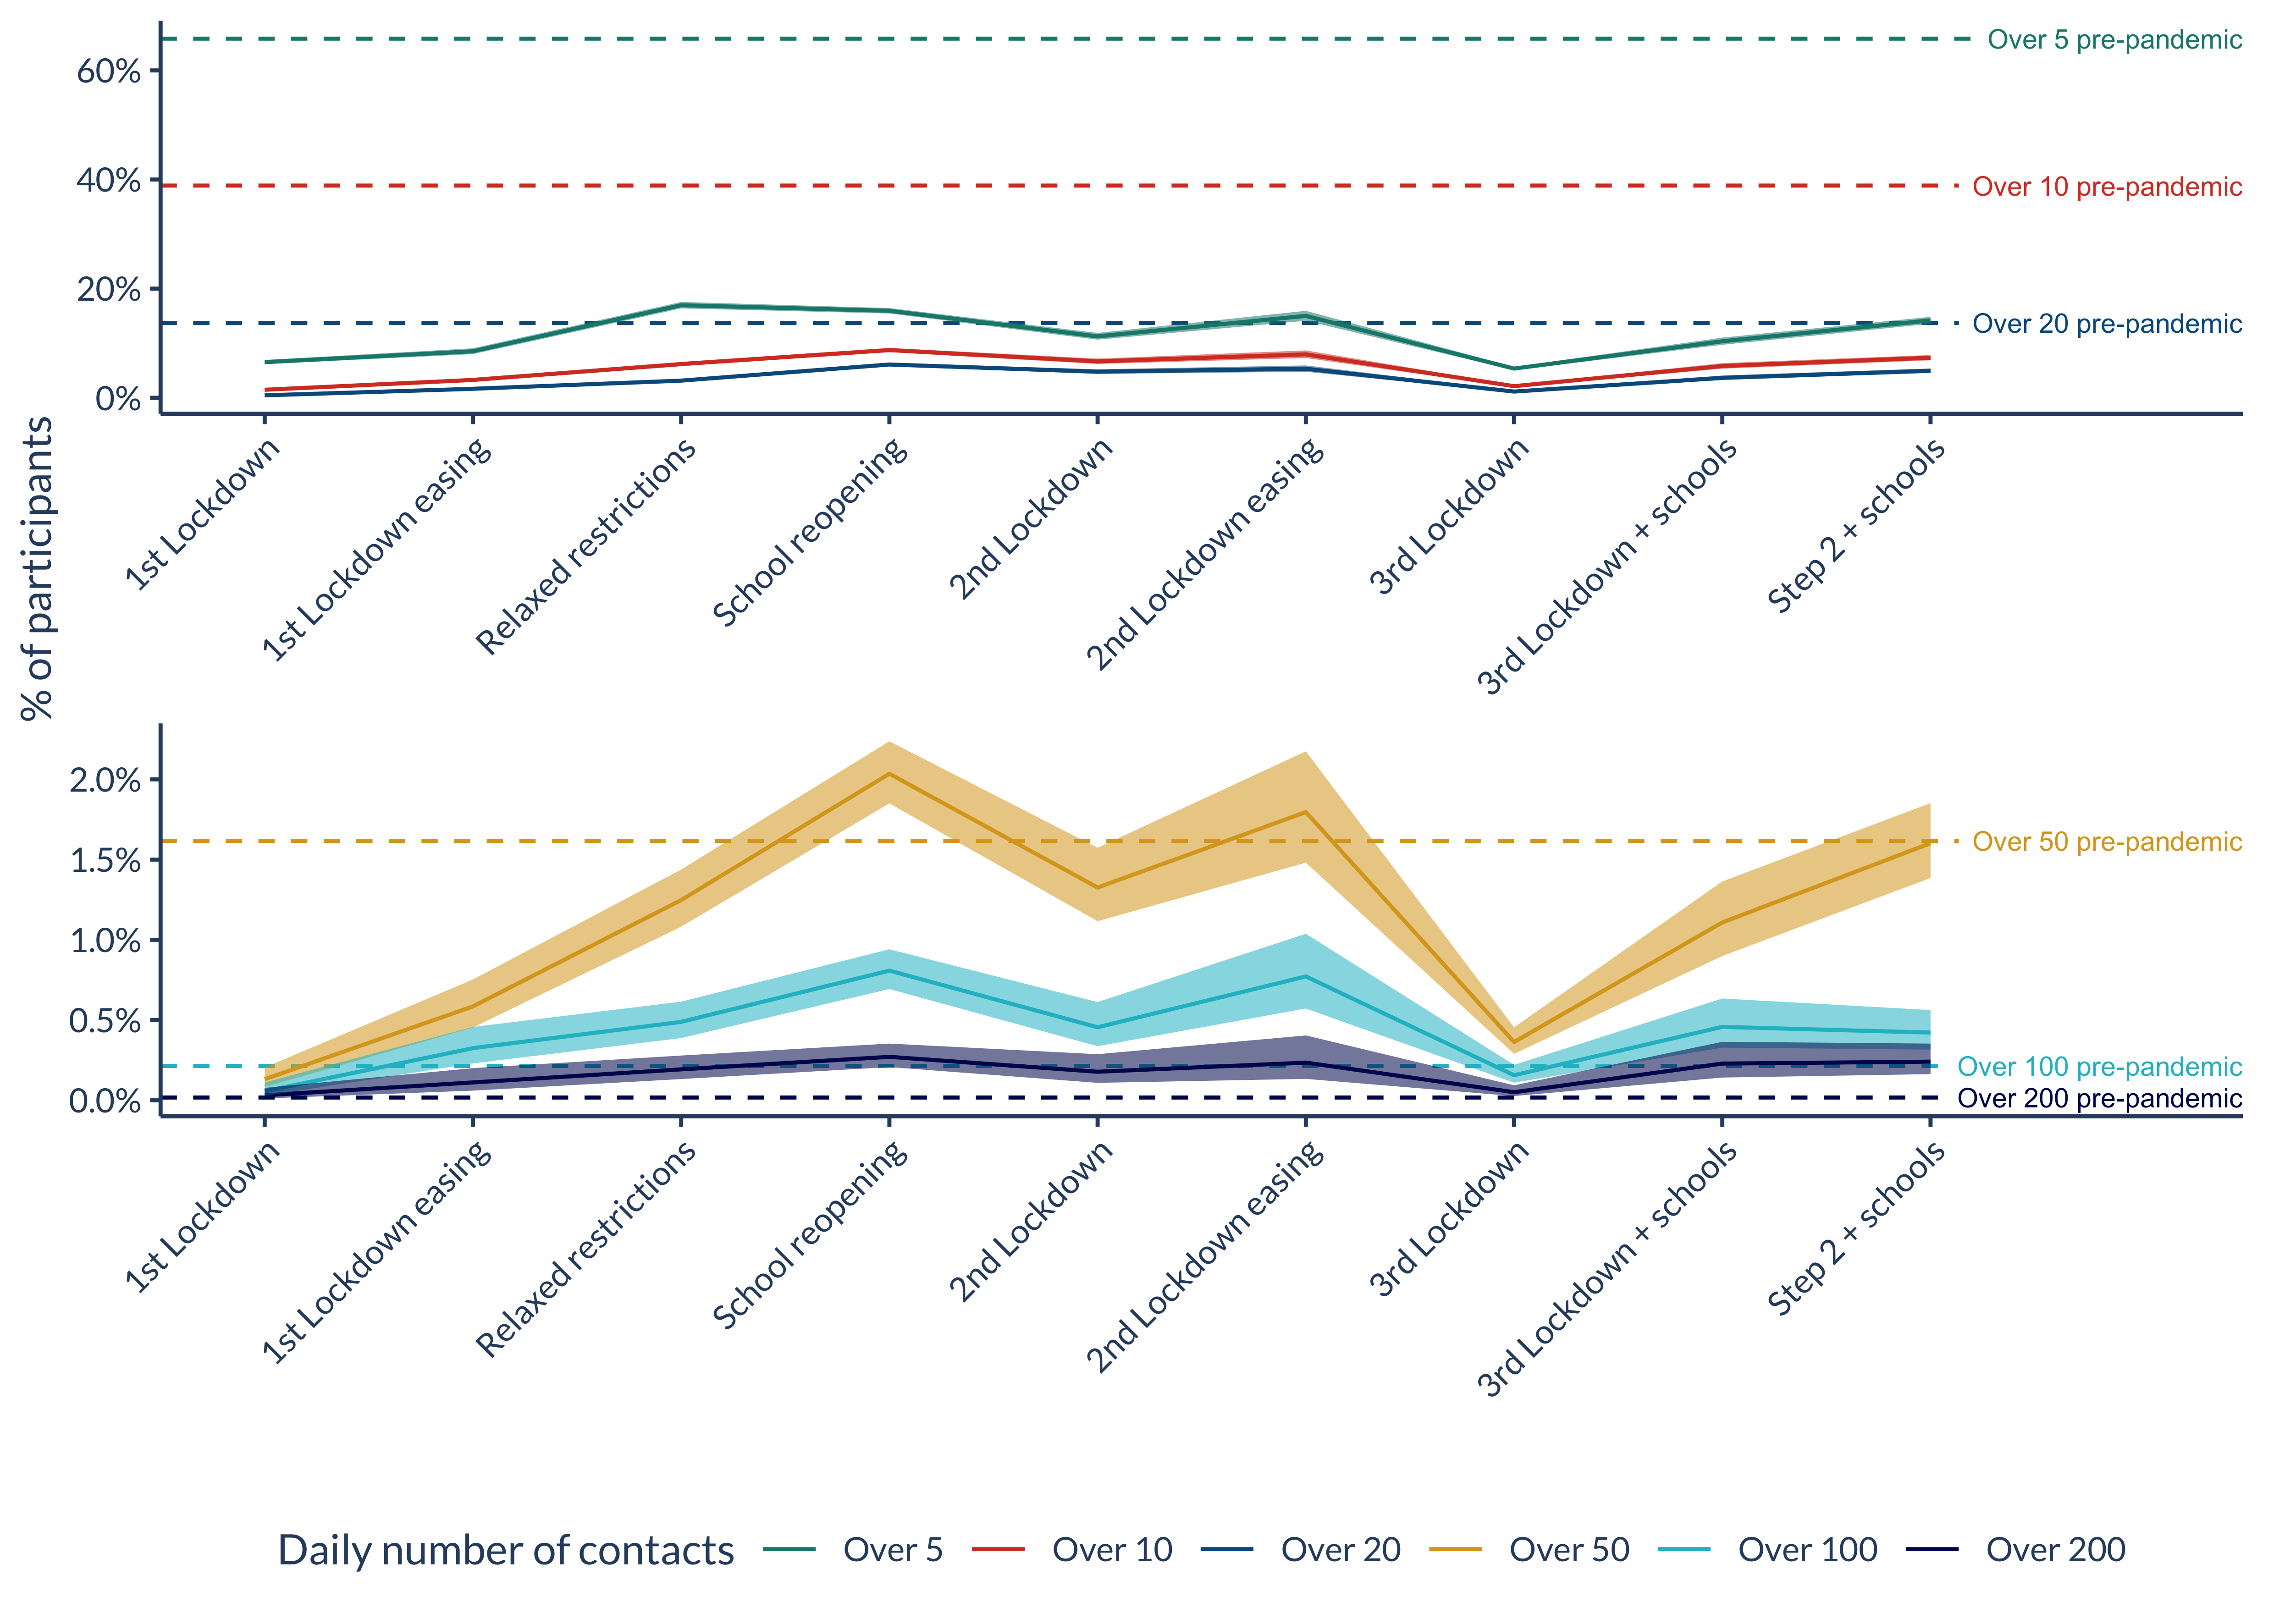 % of participants
60%
40%
20%
0%
Over 5 pre-pandemic
Over 10 pre-pandemic
Over 20 pre-pandemic
1st Lockdown
1st Lockdown easing
Relaxed restrictions
School reopening
2nd Lockdown
2nd Lockdown easing
3rd Lockdown
3rd Lockdown + schools
Step 2 + schools
2.0%
1.5%
1.0%
0.5%
0.0%
Over 50 pre-pandemic
Over 100 pre-pandemic
Over 200 pre-pandemic
1st Lockdown
1st Lockdown easing
Relaxed restrictions
School reopening
2nd Lockdown
2nd Lockdown easing
3rd Lockdown
3rd Lockdown + schools
Step 2 + schools
Daily number of contacts Over 5 Over 10 Over 20 Over 50 Over 100 Over 200